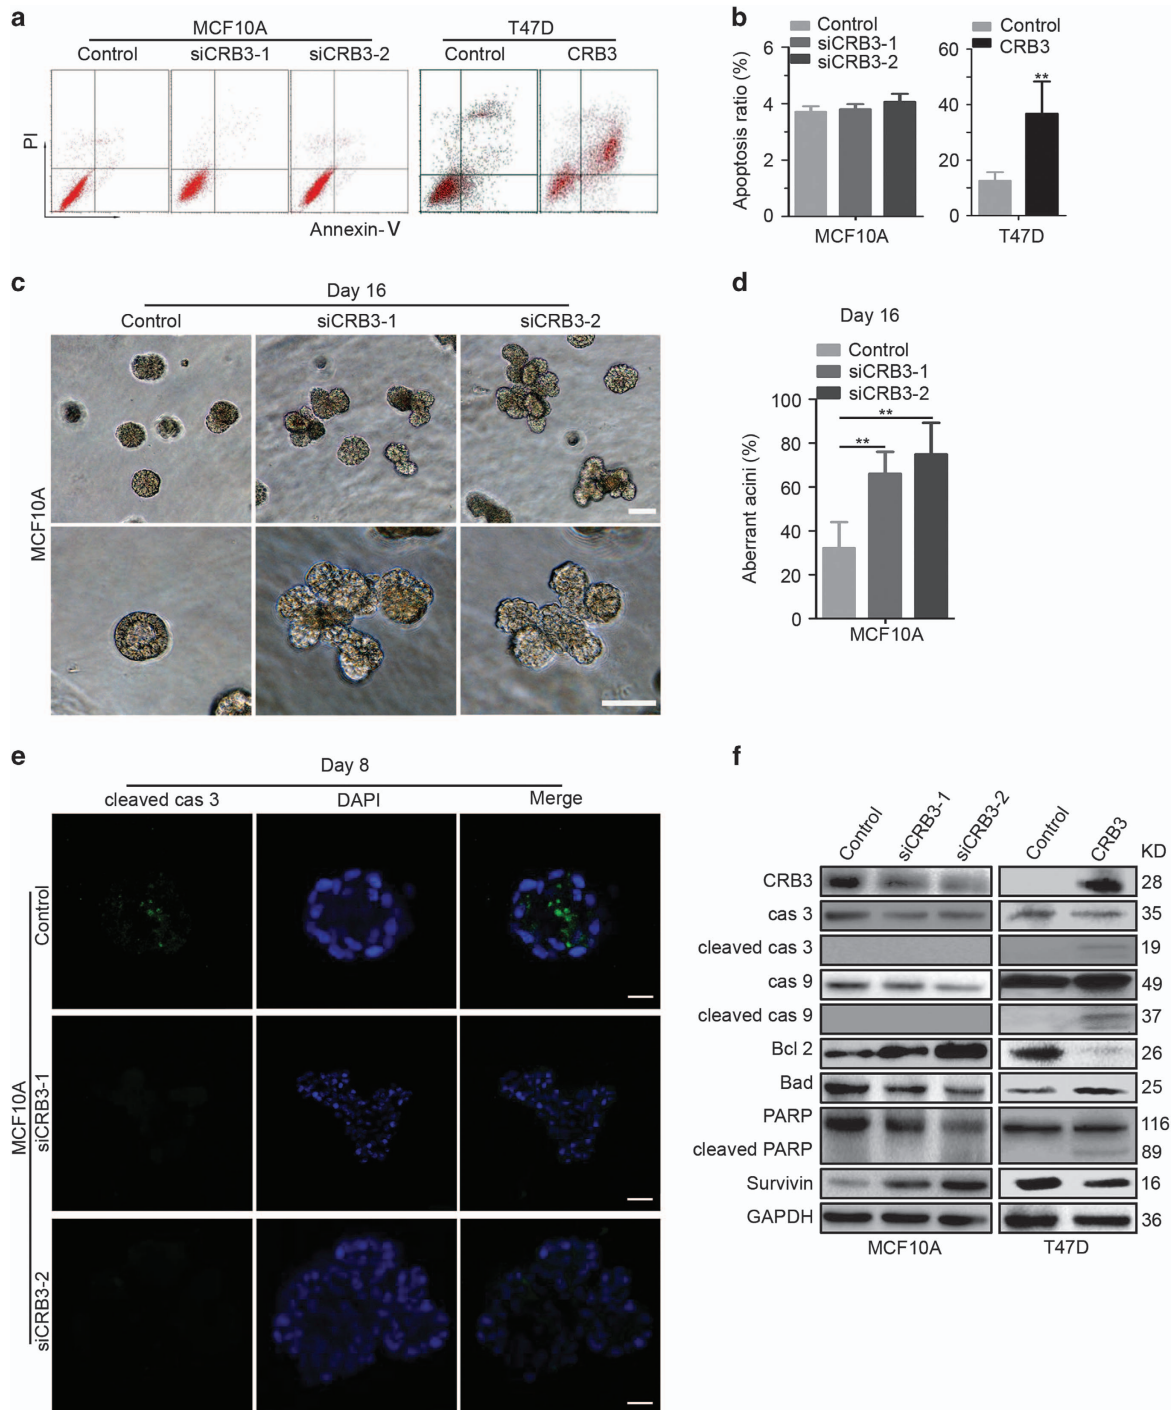 a
MCF10A
T47D
Control
siCRB3-1
siCRB3-2
Control
CRB3
PI
Annexin-V
b
Control
siCRB3-1
siCRB3-2
Apoptosis ratio (%)
6
4
2
0
MCF10A
Control
CRB3
60
40
20
0
**
T47D
c
Day 16
Control
siCRB3-1
siCRB3-2
MCF10A
d
Day 16
Control
siCRB3-1
siCRB3-2
Aberrant acini (%)
100
80
60
40
20
0
**
**
MCF10A
e
Day 8
cleaved cas 3
DAPI
Merge
MCF10A
Control
siCRB3-1
siCRB3-2
f
Control
siCRB3-1
siCRB3-2
Control
CRB3
KD
CRB3
28
cas 3
35
cleaved cas 3
19
cas 9
49
cleaved cas 9
37
Bcl 2
26
Bad
25
PARP
116
cleaved PARP
89
Survivin
16
GAPDH
36
MCF10A
T47D